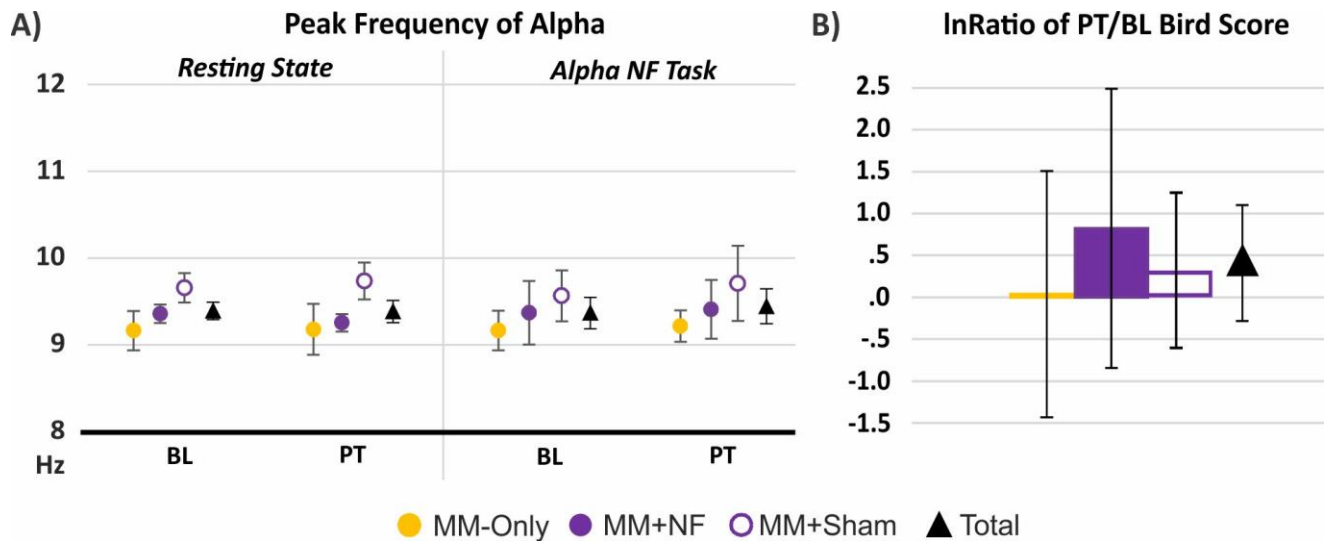 A) Peak Frequency of Alpha
Resting State Alpha NF Task
12
11
10
9
8
Hz
BL PT BL PT
B) lnRatio of PT/BL Bird Score
2.5
2.0
1.5
1.0
.5
.0
-.5
-1.0
-1.5
MM-Only MM+NF MM+Sham Total